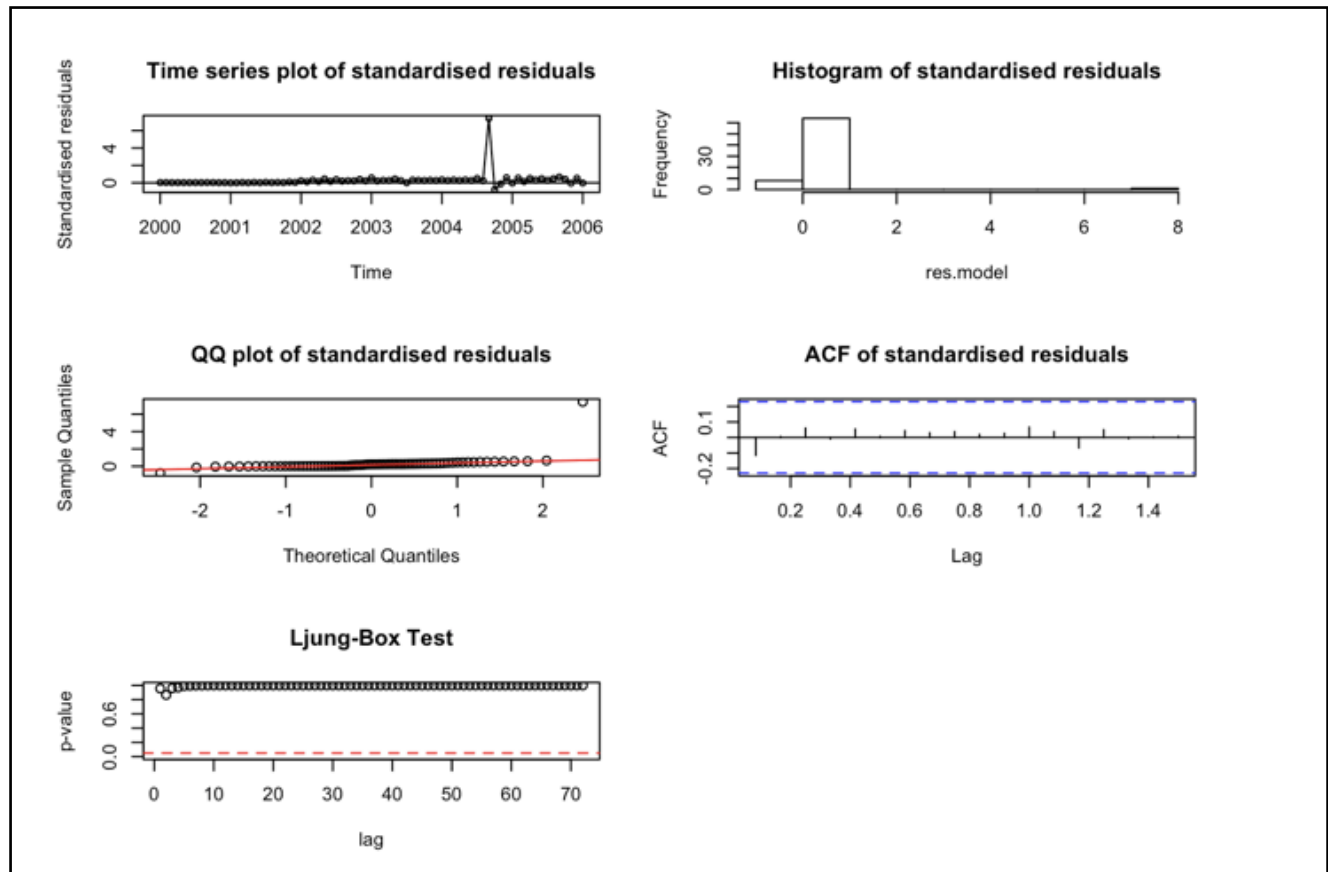 Time series plot of standardised residuals
Standardised residuals
0 4
2000 2001 2002 2003 2004 2005 2006
Time
Histogram of standardised residuals
Frequency
0 30
0 2 4 6 8
res.model
QQ plot of standardised residuals
Sample Quantiles
0 4
-2 -1 0 1 2
Theoretical Quantiles
ACF of standardised residuals
ACF
-0.2 0.1
0.2 0.4 0.6 0.8 1.0 1.2 1.4
Lag
Ljung-Box Test
p-value
0.0 0.6
0 10 20 30 40 50 60 70
lag